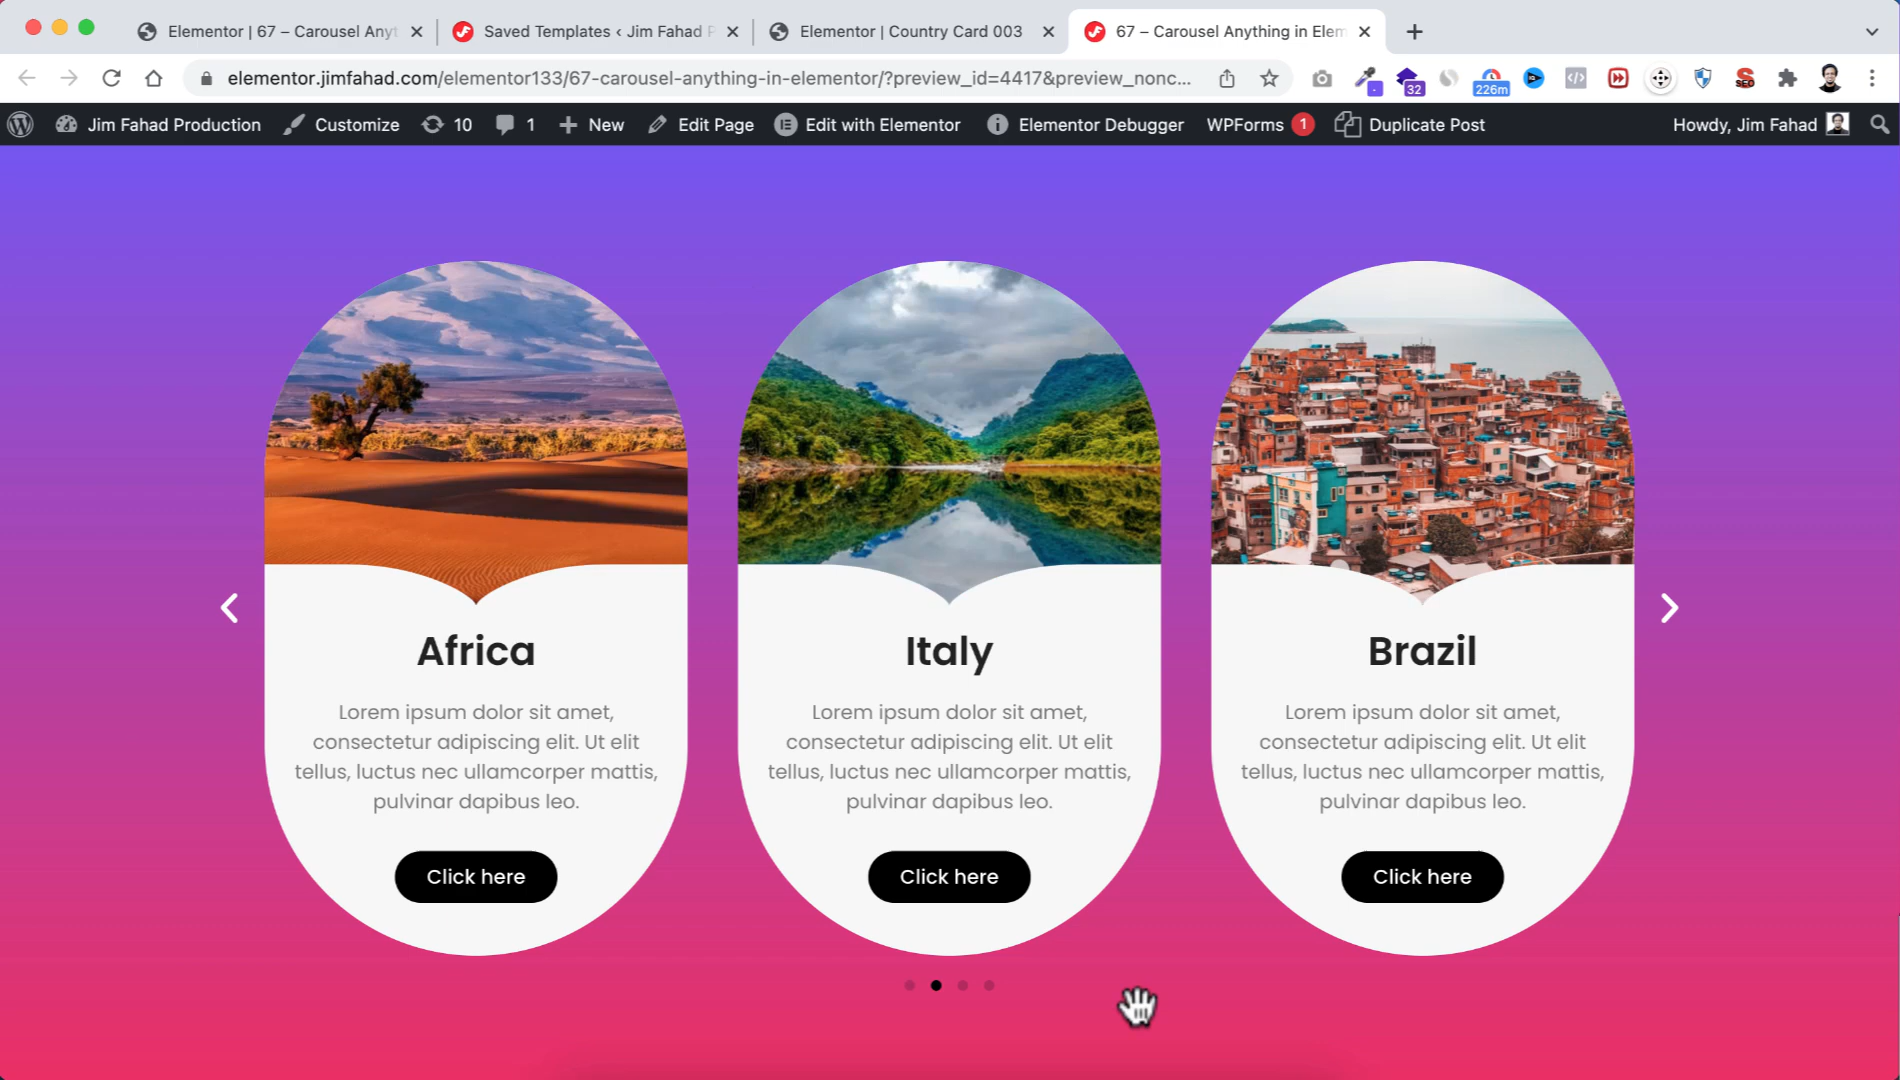 Elementor | 67 – Carousel Any
Saved Templates ‹ Jim Fahad P
Elementor | Country Card 003
67 – Carousel Anything in Elem
elementor.jimfahad.com/elementor133/67-carousel-anything-in-elementor/?preview_id=4417&preview_nonc...
-
32
226m
SEO
Jim Fahad Production
Customize
10
1
New
Edit Page
Edit with Elementor
Elementor Debugger
WPForms 1
Duplicate Post
Howdy, Jim Fahad
Africa
Lorem ipsum dolor sit amet,
consectetur adipiscing elit. Ut elit
tellus, luctus nec ullamcorper mattis,
pulvinar dapibus leo.
Click here
Italy
Lorem ipsum dolor sit amet,
consectetur adipiscing elit. Ut elit
tellus, luctus nec ullamcorper mattis,
pulvinar dapibus leo.
Click here
Brazil
Lorem ipsum dolor sit amet,
consectetur adipiscing elit. Ut elit
tellus, luctus nec ullamcorper mattis,
pulvinar dapibus leo.
Click here